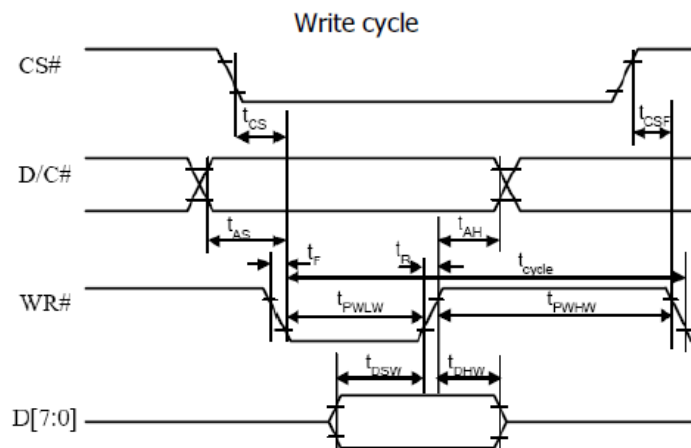 Write cycle
CS#
tCS
tCSF
D/C#
tAS
tF
tR
tAH
tcycle
WR#
tPWLW
tPWHW
tDSW
tDHW
D[7:0]